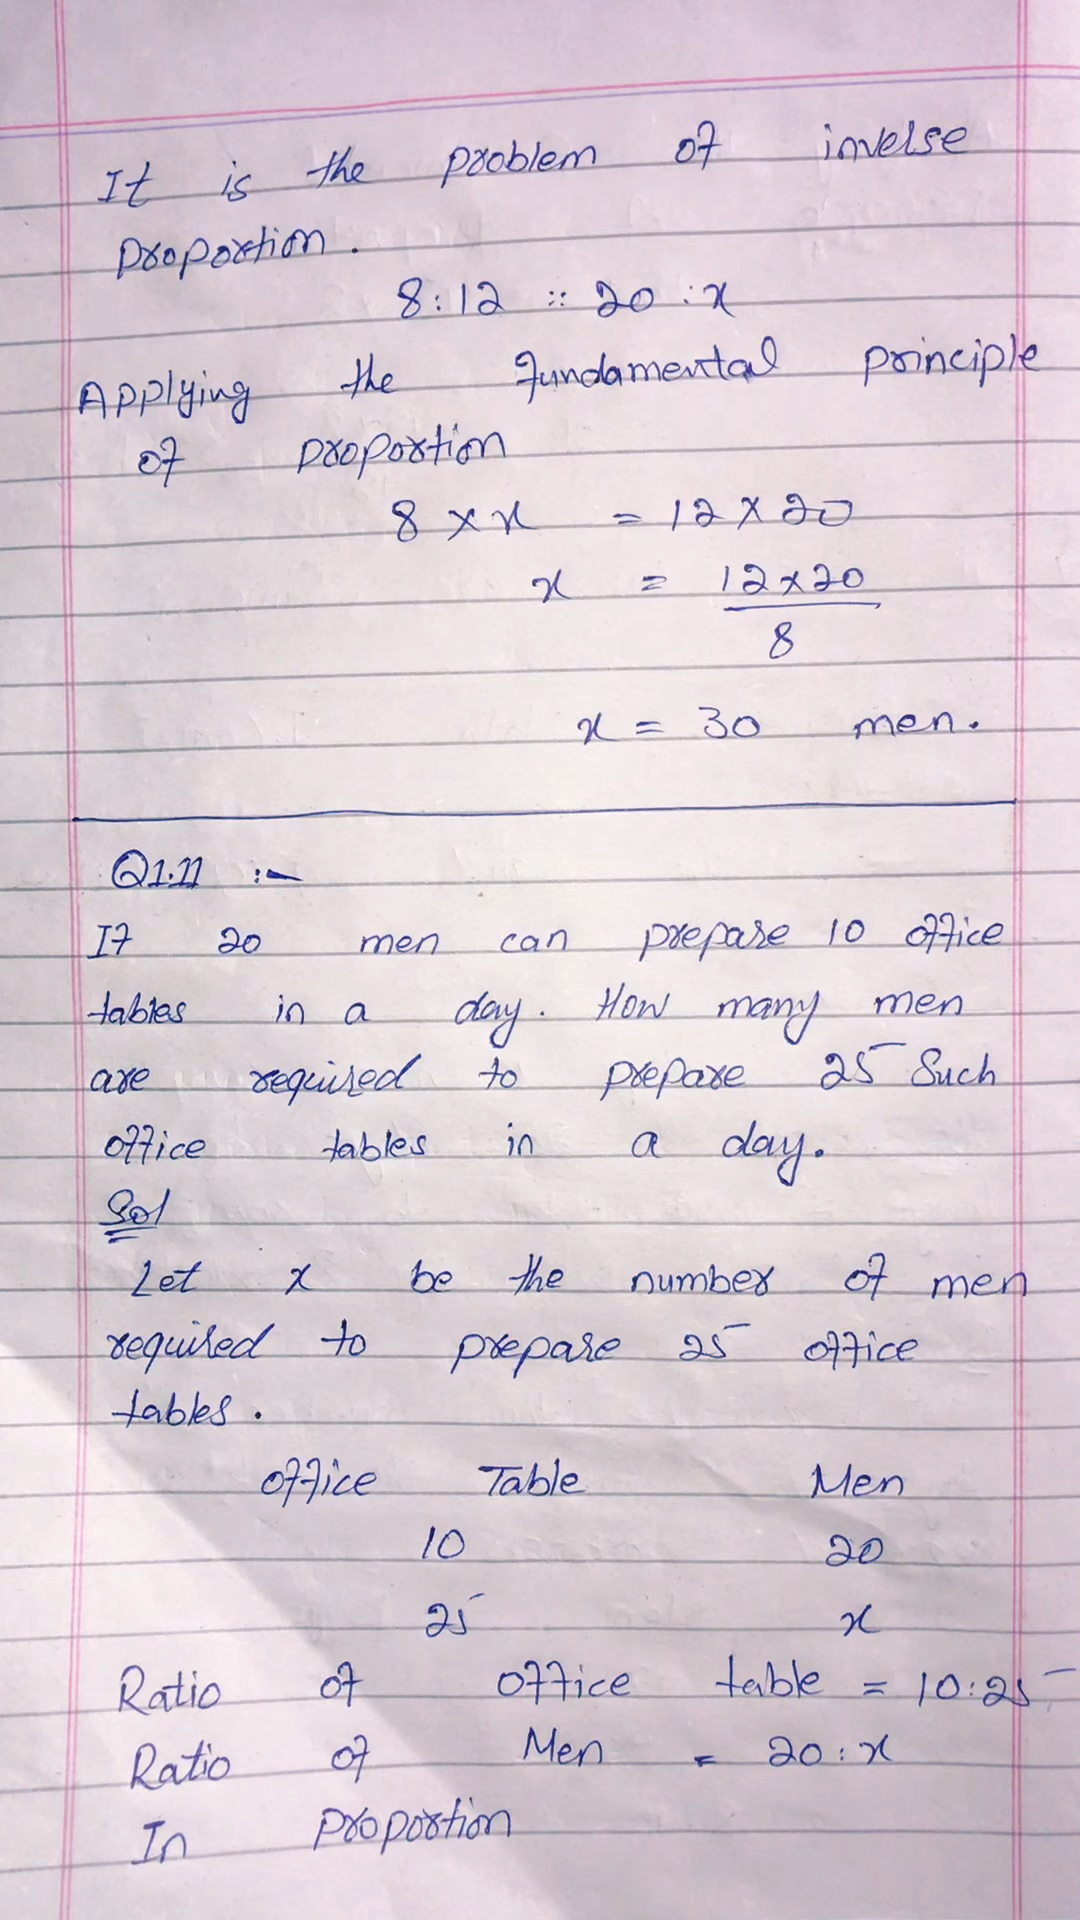 It is the problem of inverse
proportion.
8:12 :: 20 : x
Applying the fundamental principle
of proportion
8 × x = 12 × 20
x = 12×20
8
x = 30 men.
Q1.11 :-
If 20 men can prepare 10 office
tables in a day. How many men
are required to prepare 25 Such
office tables in a day.
Sol
Let x be the number of men
required to prepare 25 office
tables.
office Table Men
10 20
25 x
Ratio of office table = 10:25
Ratio of Men = 20:x
In proportion